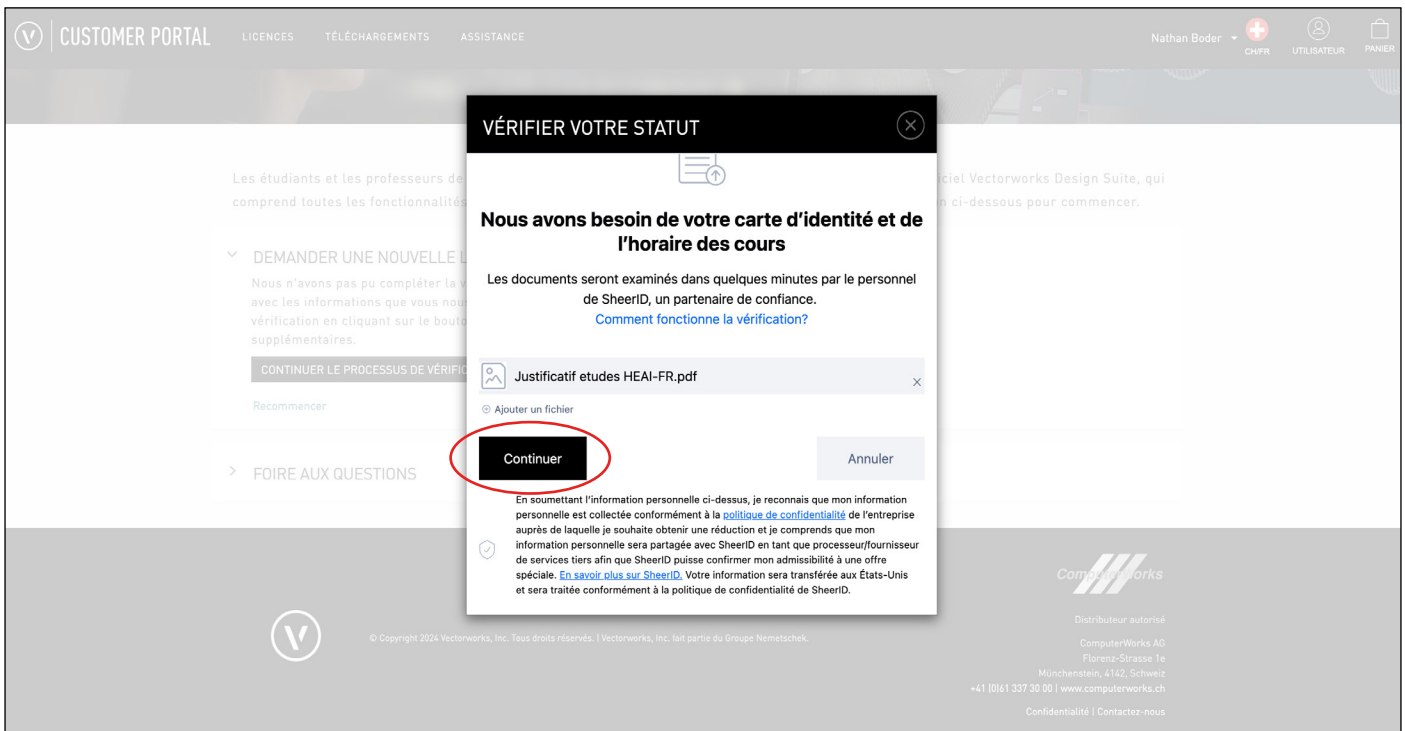 CUSTOMER PORTAL LICENCES TÉLÉCHARGEMENTS ASSISTANCE Nathan Boder CH/FR UTILISATEUR PANIER
VÉRIFIER VOTRE STATUT
Les étudiants et les professeurs de
iciel Vectorworks Design Suite, qui
comprend toutes les fonctionnalités
n ci-dessous pour commencer.
Nous avons besoin de votre carte d'identité et de
l'horaire des cours
Les documents seront examinés dans quelques minutes par le personnel
de SheerID, un partenaire de confiance.
Comment fonctionne la vérification?
DEMANDER UNE NOUVELLE L
Nous n'avons pas pu compléter la v
avec les informations que vous nou
vérification en cliquant sur le bouto
supplémentaires.
CONTINUER LE PROCESSUS DE VÉRIFIC
Recommencer
Justificatif etudes HEAI-FR.pdf
Ajouter un fichier
Continuer
Annuler
FOIRE AUX QUESTIONS
En soumettant l'information personnelle ci-dessus, je reconnais que mon information
personnelle est collectée conformément à la politique de confidentialité de l'entreprise
auprès de laquelle je souhaite obtenir une réduction et je comprends que mon
information personnelle sera partagée avec SheerID en tant que processeur/fournisseur
de services tiers afin que SheerID puisse confirmer mon admissibilité à une offre
spéciale. En savoir plus sur SheerID. Votre information sera transférée aux États-Unis
et sera traitée conformément à la politique de confidentialité de SheerID.
© Copyright 2024 Vectorworks, Inc. Tous droits réservés. | Vectorworks, Inc. fait partie du Groupe Nemetschek.
ComputerWorks
Distributeur autorisé
ComputerWorks AG
Florenz-Strasse 1e
Münchenstein, 4142, Schweiz
+41 (0)61 337 30 00 | www.computerworks.ch
Confidentialité | Contactez-nous